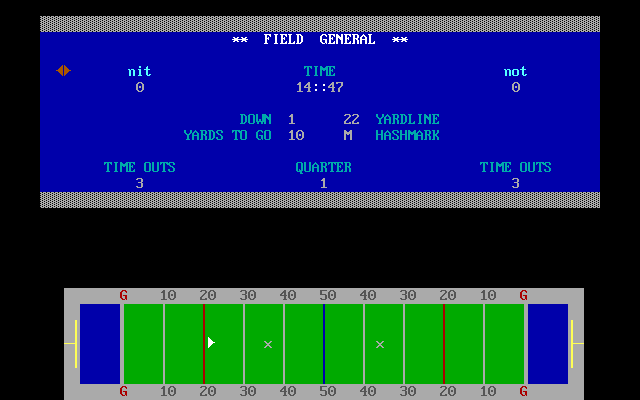 ** FIELD GENERAL **
nit TIME not
0 14::47 0
DOWN 1 22 YARDLINE
YARDS TO GO 10 M HASHMARK
TIME OUTS QUARTER TIME OUTS
3 1 3
G 10 20 30 40 50 40 30 20 10 G
G 10 20 30 40 50 40 30 20 10 G